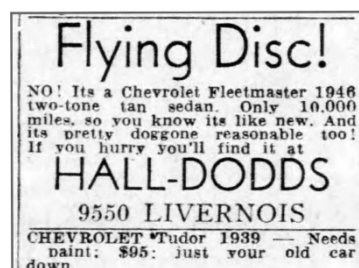 Flying Disc!
NO! Its a Chevrolet Fleetmaster 1946
two-tone tan sedan. Only 10,000
miles, so you know its like new. And
its pretty doggone reasonable too!
If you hurry you'll find it at
HALL-DODDS
9550 LIVERNOIS
CHEVROLET Tudor 1939 — Needs
paint; $95; just your old car
down.